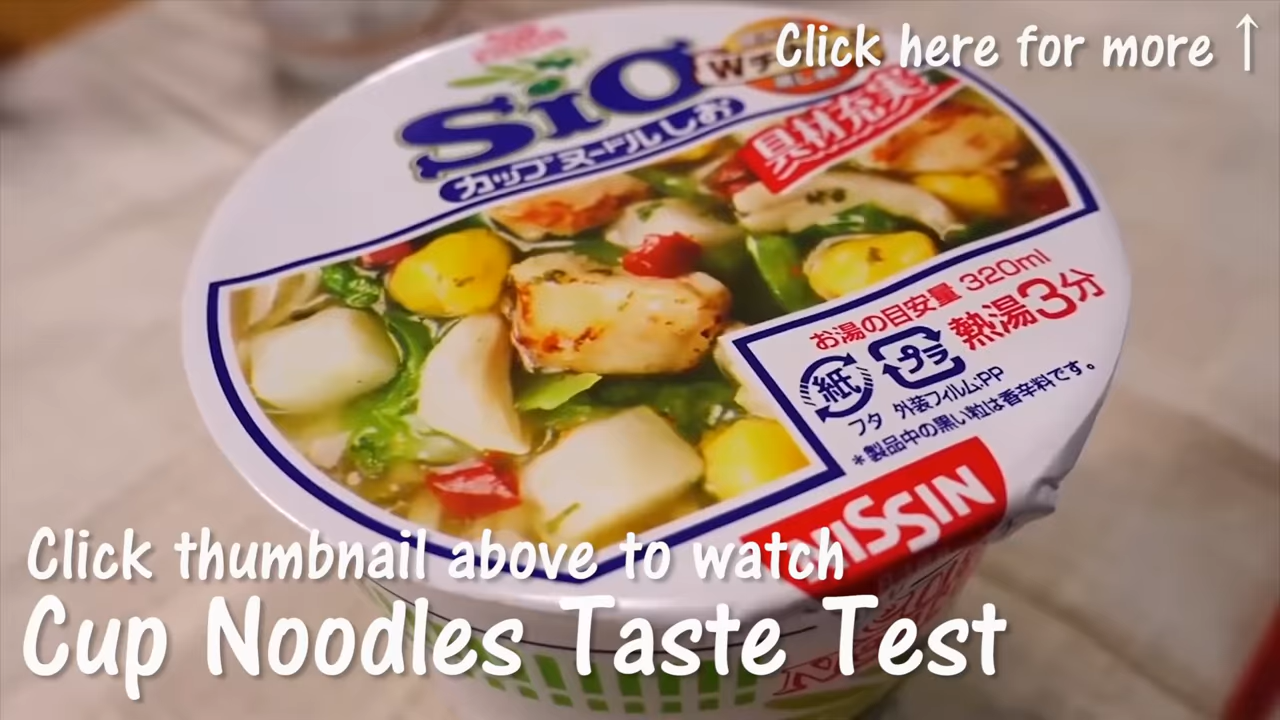 Click here for more ↑
SiO
カップヌードルしお
具材充実
お湯の目安量 320ml
熱湯3分
紙
プラ
フタ 外装フィルム:PP
*製品中の黒い粒は香辛料です。
NISSIN
Click thumbnail above to watch
Cup Noodles Taste Test